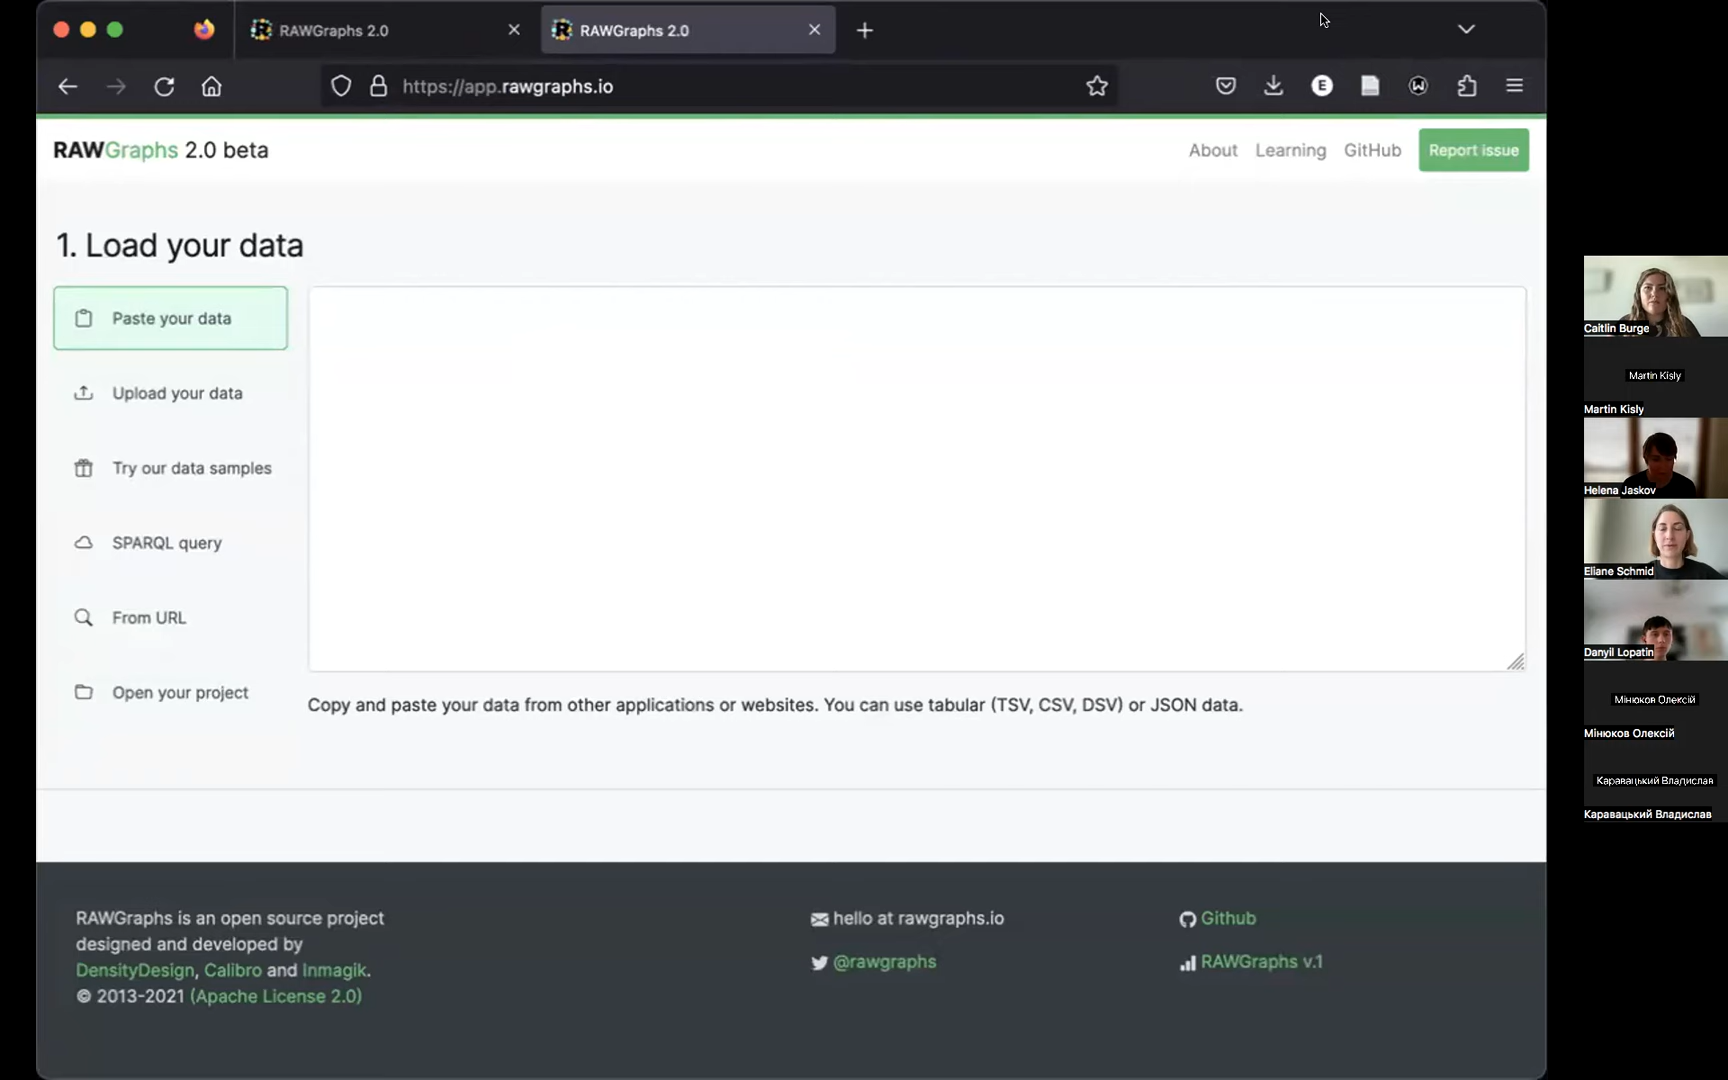 RAWGraphs 2.0
RAWGraphs 2.0
https://app.rawgraphs.io
E
RAWGraphs 2.0 beta
About
Learning
GitHub
Report issue
1. Load your data
Paste your data
Upload your data
Try our data samples
SPARQL query
From URL
Open your project
Copy and paste your data from other applications or websites. You can use tabular (TSV, CSV, DSV) or JSON data.
RAWGraphs is an open source project
designed and developed by
DensityDesign, Calibro and Inmagik.
© 2013-2021 (Apache License 2.0)
hello at rawgraphs.io
@rawgraphs
Github
RAWGraphs v.1
Caitlin Burge
Martin Kisly
Martin Kisly
Helena Jaskov
Eliane Schmid
Danyil Lopatin
Мінюков Олексій
Мінюков Олексій
Каравацький Владислав
Каравацький Владислав